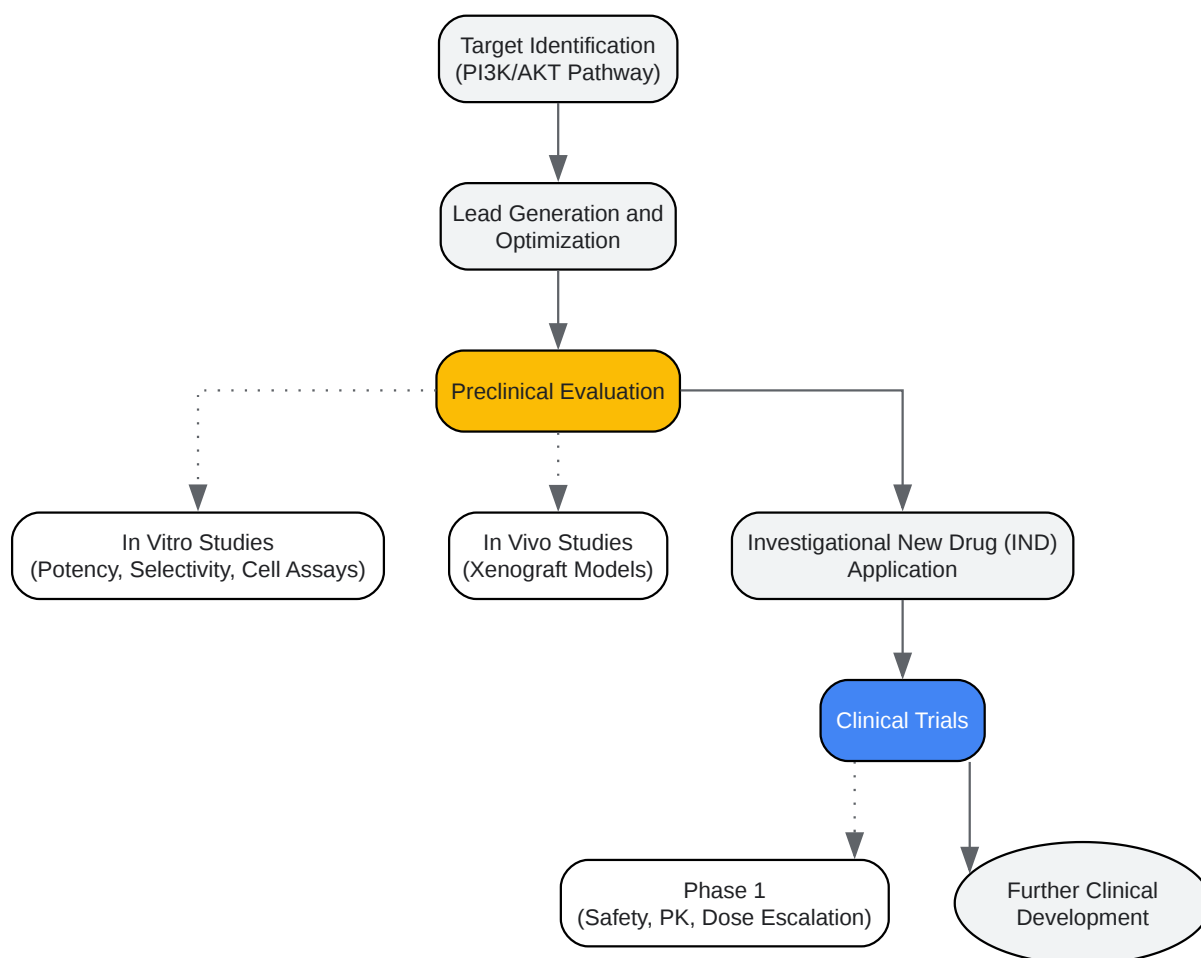 Target Identification
(PI3K/AKT Pathway)
Lead Generation and
Optimization
Preclinical Evaluation
In Vitro Studies
(Potency, Selectivity, Cell Assays)
In Vivo Studies
(Xenograft Models)
Investigational New Drug (IND)
Application
Clinical Trials
Phase 1
(Safety, PK, Dose Escalation)
Further Clinical
Development